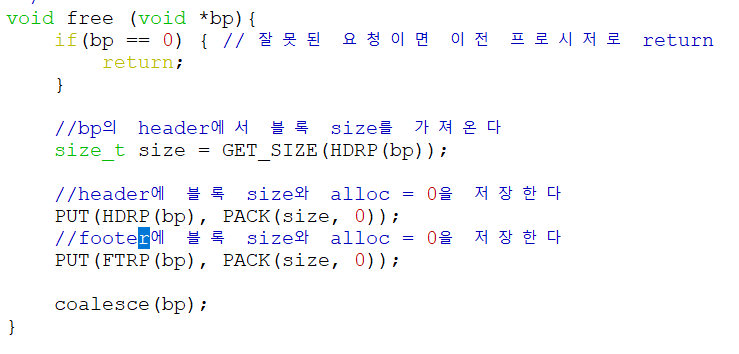 void free (void *bp){
    if(bp == 0) { // 잘못된 요청이면 이전 프로시저로 return
        return;
    }

    //bp의 header에서 블록 size를 가져온다
    size_t size = GET_SIZE(HDRP(bp));

    //header에 블록 size와 alloc = 0을 저장한다
    PUT(HDRP(bp), PACK(size, 0));
    //footer에 블록 size와 alloc = 0을 저장한다
    PUT(FTRP(bp), PACK(size, 0));

    coalesce(bp);
}